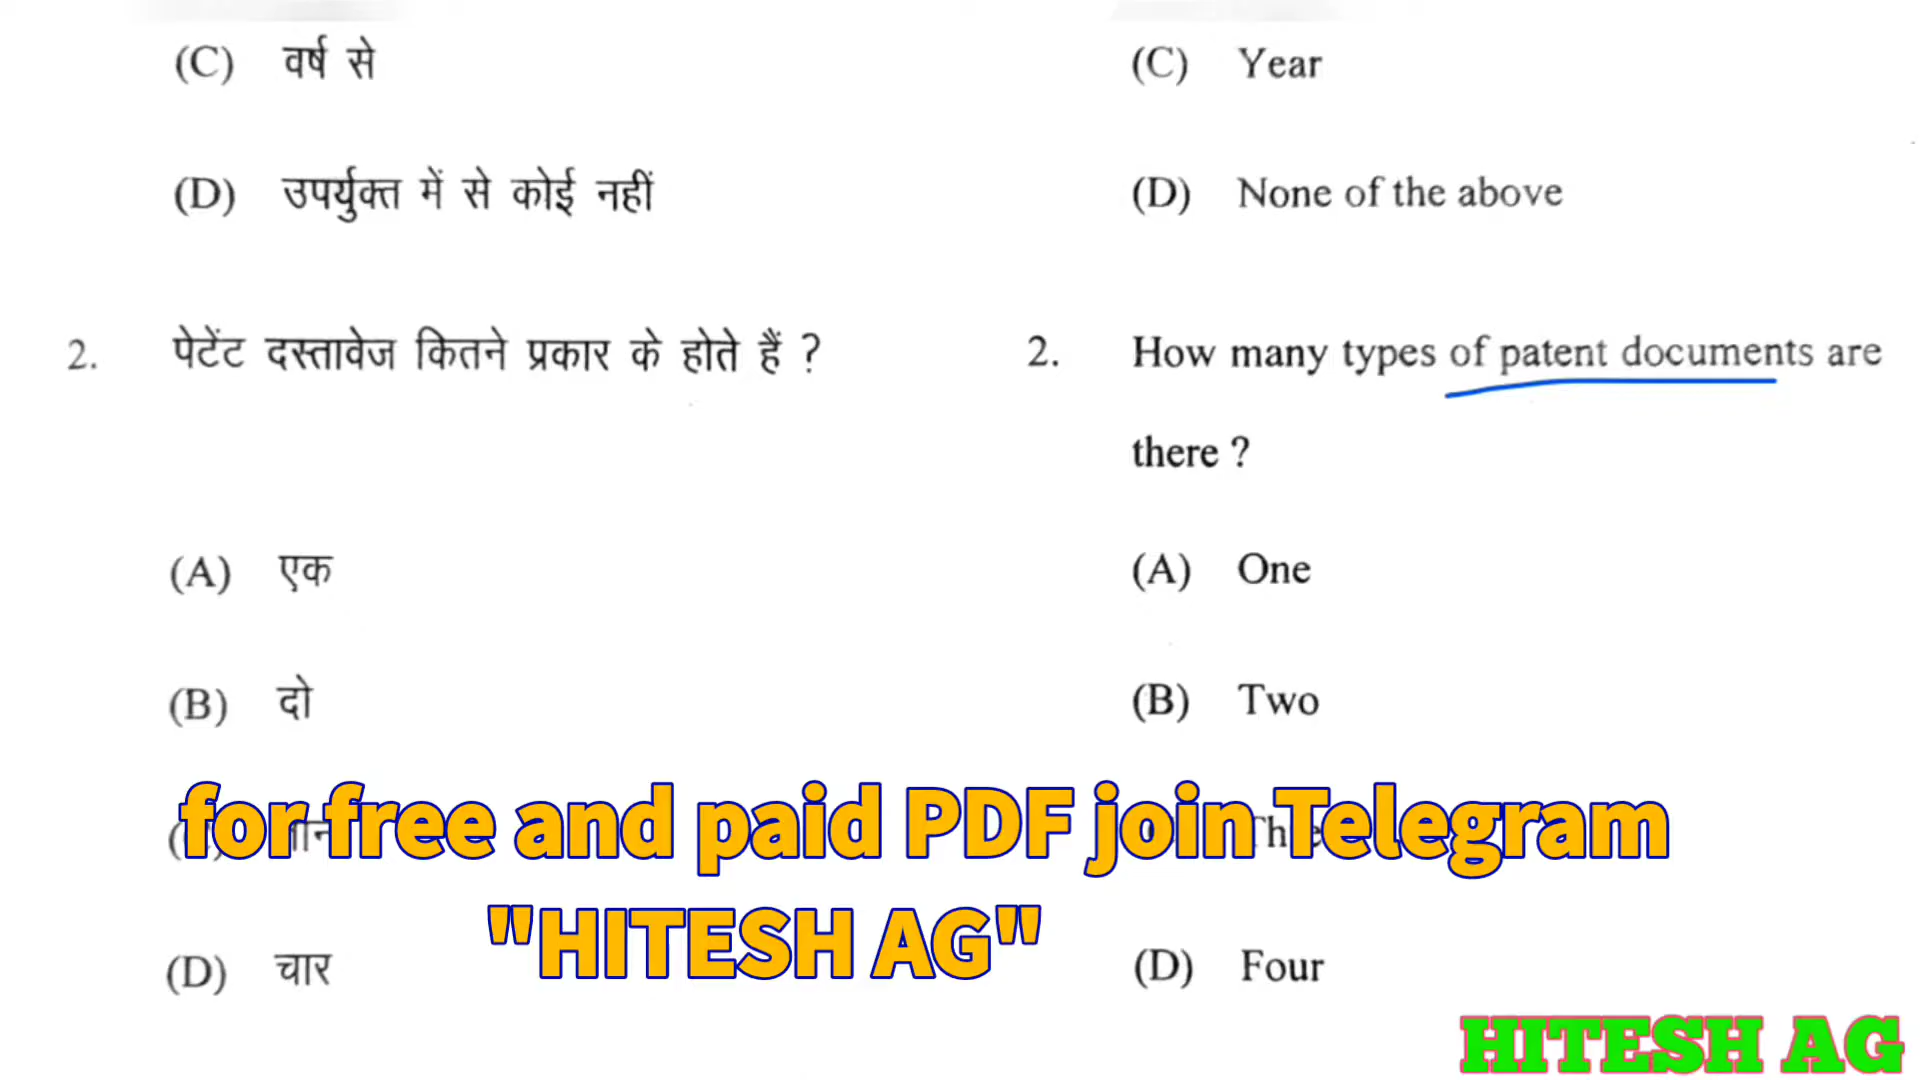 (C) वर्ष से
(D) उपर्युक्त में से कोई नहीं
2. पेटेंट दस्तावेज कितने प्रकार के होते हैं ?
(A) एक
(B) दो
(D) चार
(C) Year
(D) None of the above
2. How many types of patent documents are
there ?
(A) One
(B) Two
(D) Four
for free and paid PDF join Telegram
"HITESH AG"
HITESH AG